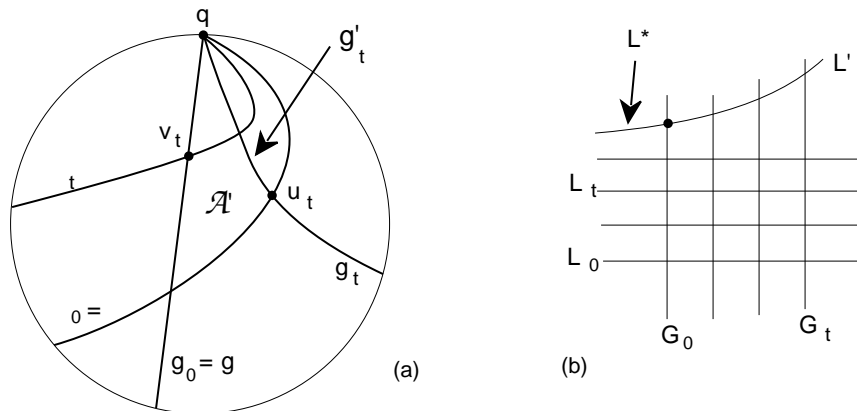 q
g't
L*
L'
v t
t
𝒜'
u t
L t
g t
L 0
0 =
g 0 = g
G 0
G t
(a)
(b)